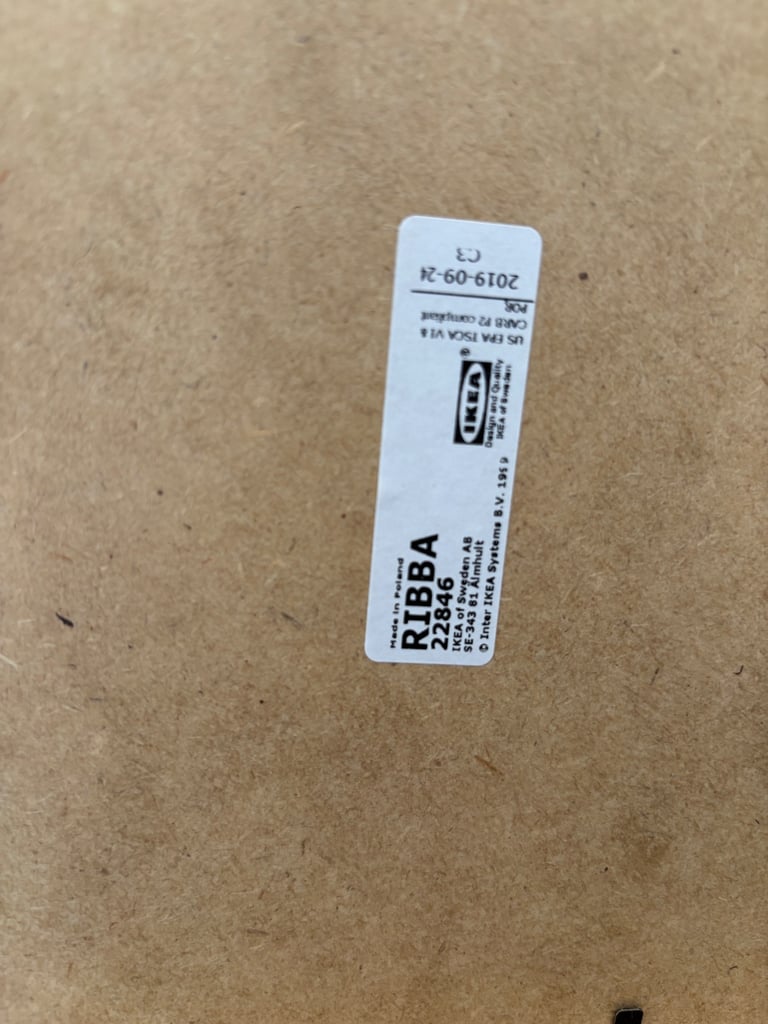 Made in Poland
RIBBA
22846
IKEA of Sweden AB
SE-343 81 Älmhult
© Inter IKEA Systems B.V. 1999
IKEA®
Design and Quality
IKEA of Sweden
US EPA TSCA VI &
CARB P2 compliant
FOR
2019-09-24
C3